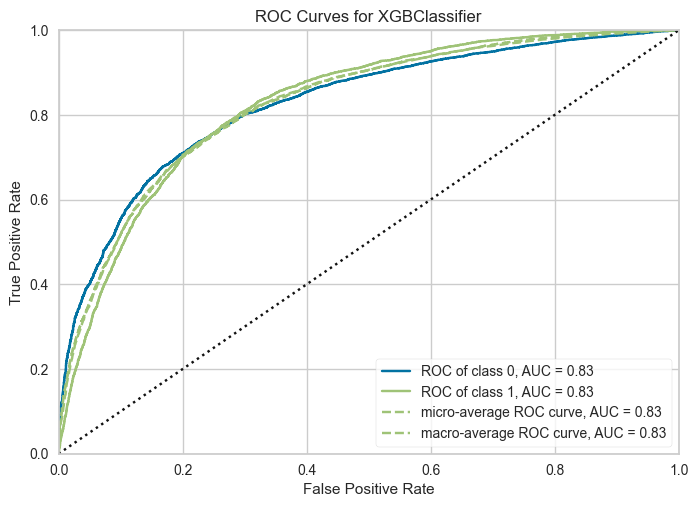 ROC Curves for XGBClassifier
1.0
0.8
0.6
0.4
0.2
0.0
True Positive Rate
ROC of class 0, AUC = 0.83
ROC of class 1, AUC = 0.83
micro-average ROC curve, AUC = 0.83
macro-average ROC curve, AUC = 0.83
0.0 0.2 0.4 0.6 0.8 1.0
False Positive Rate